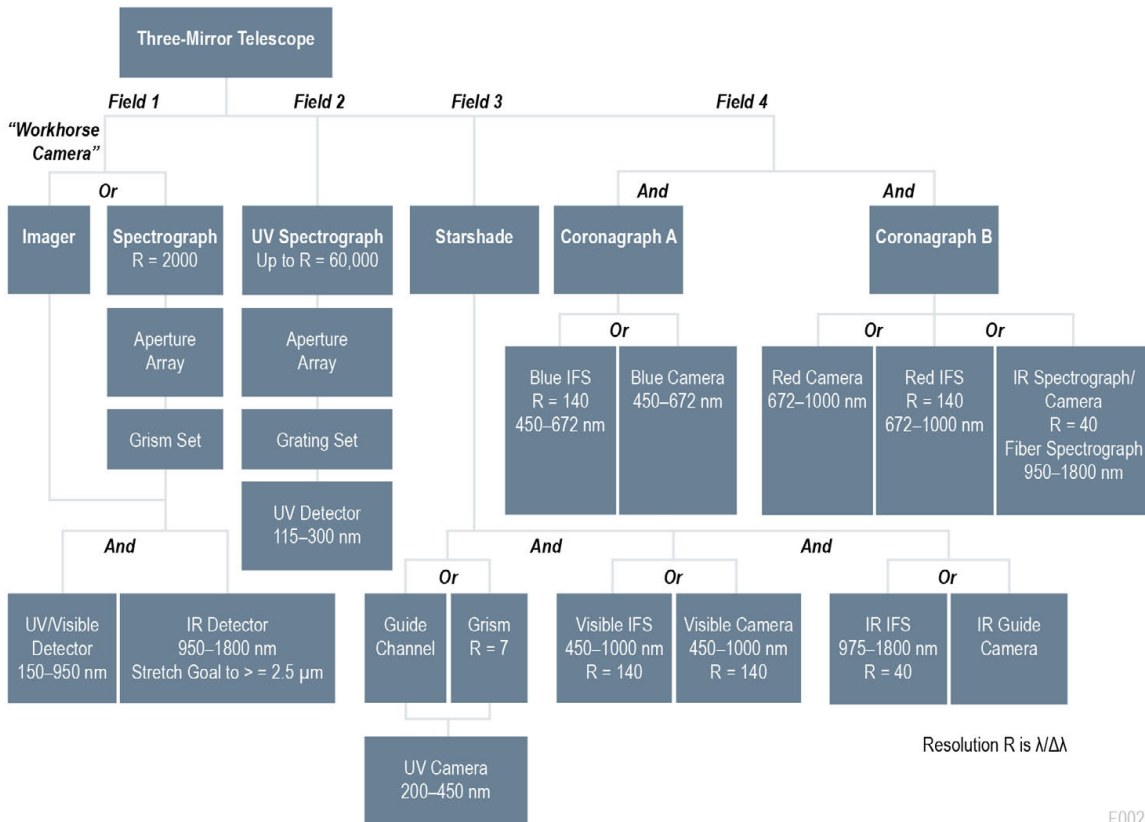 Three-Mirror Telescope
Field 1
Field 2
Field 3
Field 4
“Workhorse
Camera”
Or
And
And
Imager
Spectrograph
R = 2000
UV Spectrograph
Up to R = 60,000
Starshade
Coronagraph A
Coronagraph B
Aperture
Array
Aperture
Array
Or
Or
Or
Blue IFS
R = 140
450–672 nm
Blue Camera
450–672 nm
Red Camera
672–1000 nm
Red IFS
R = 140
672–1000 nm
IR Spectrograph/
Camera
R = 40
Fiber Spectrograph
950–1800 nm
Grism Set
Grating Set
UV Detector
115–300 nm
And
And
And
Or
Or
Or
UV/Visible
Detector
150–950 nm
IR Detector
950–1800 nm
Stretch Goal to > = 2.5 µm
Guide
Channel
Grism
R = 7
Visible IFS
450–1000 nm
R = 140
Visible Camera
450–1000 nm
R = 140
IR IFS
975–1800 nm
R = 40
IR Guide
Camera
UV Camera
200–450 nm
Resolution R is λ/Δλ
E002